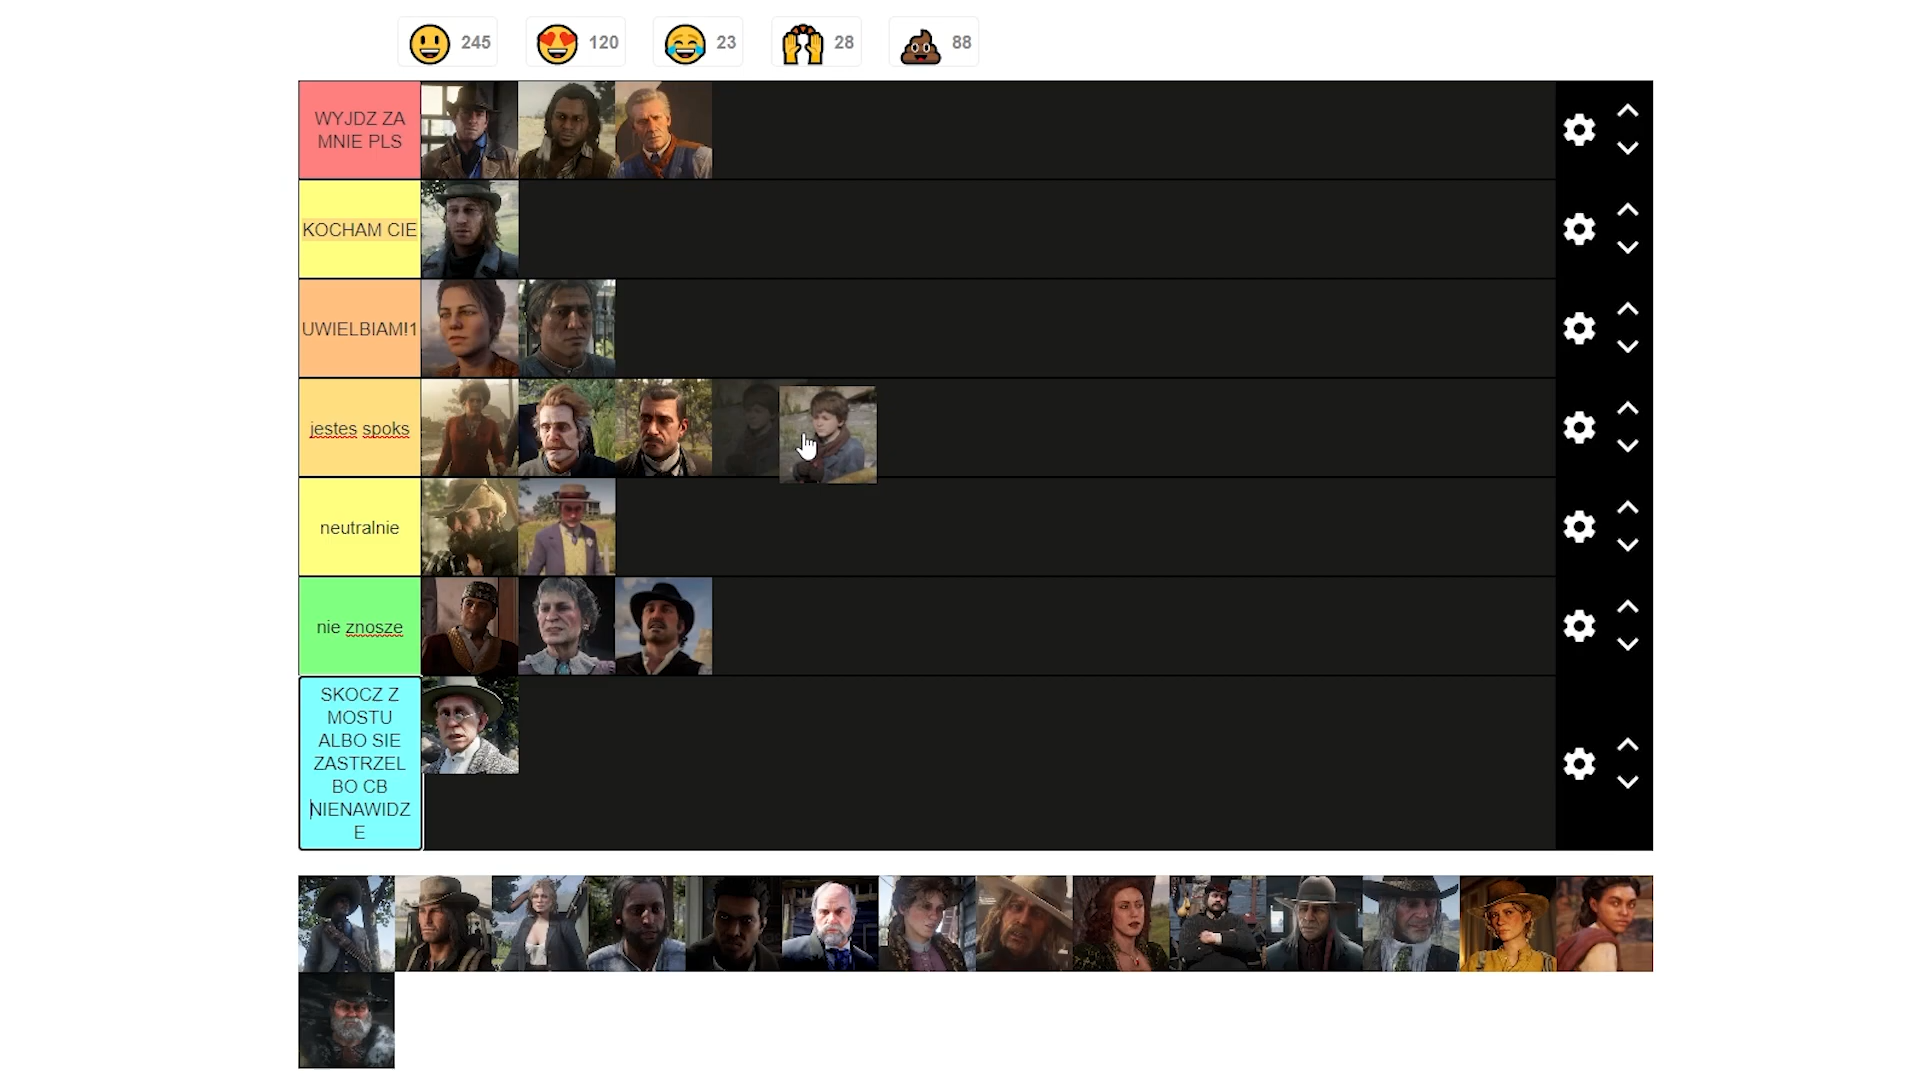 245 120 23 28 88
WYJDZ ZA
MNIE PLS
KOCHAM CIE
UWIELBIAM!1
jestes spoks
neutralnie
nie znosze
SKOCZ Z
MOSTU
ALBO SIE
ZASTRZEL
BO CB
NIENAWIDZ
E